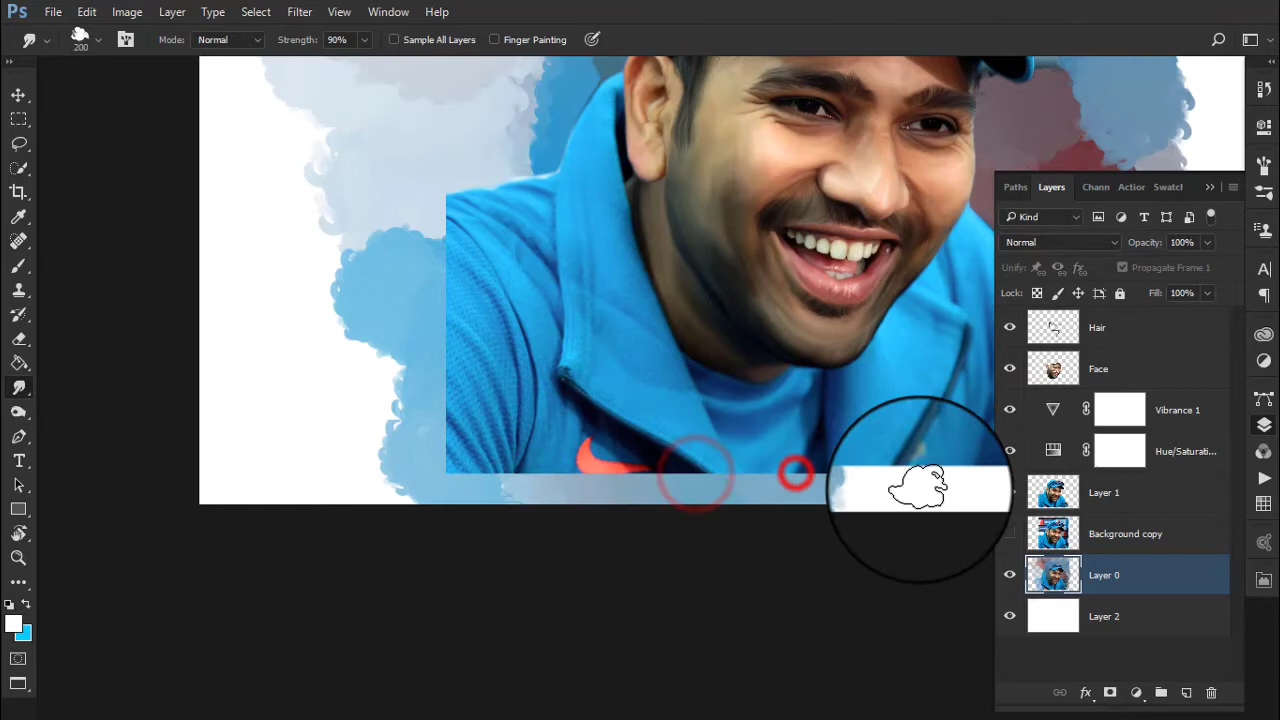 Ps File Edit Image Layer Type Select Filter View Window Help
200 Mode: Normal Strength: 90% Sample All Layers Finger Painting
Paths Layers Chann Actior Swatcl
Kind
Normal Opacity: 100%
Unify: Propagate Frame 1
Lock: Fill: 100%
Hair
Face
Vibrance 1
Hue/Saturati...
Layer 1
Background copy
Layer 0
Layer 2